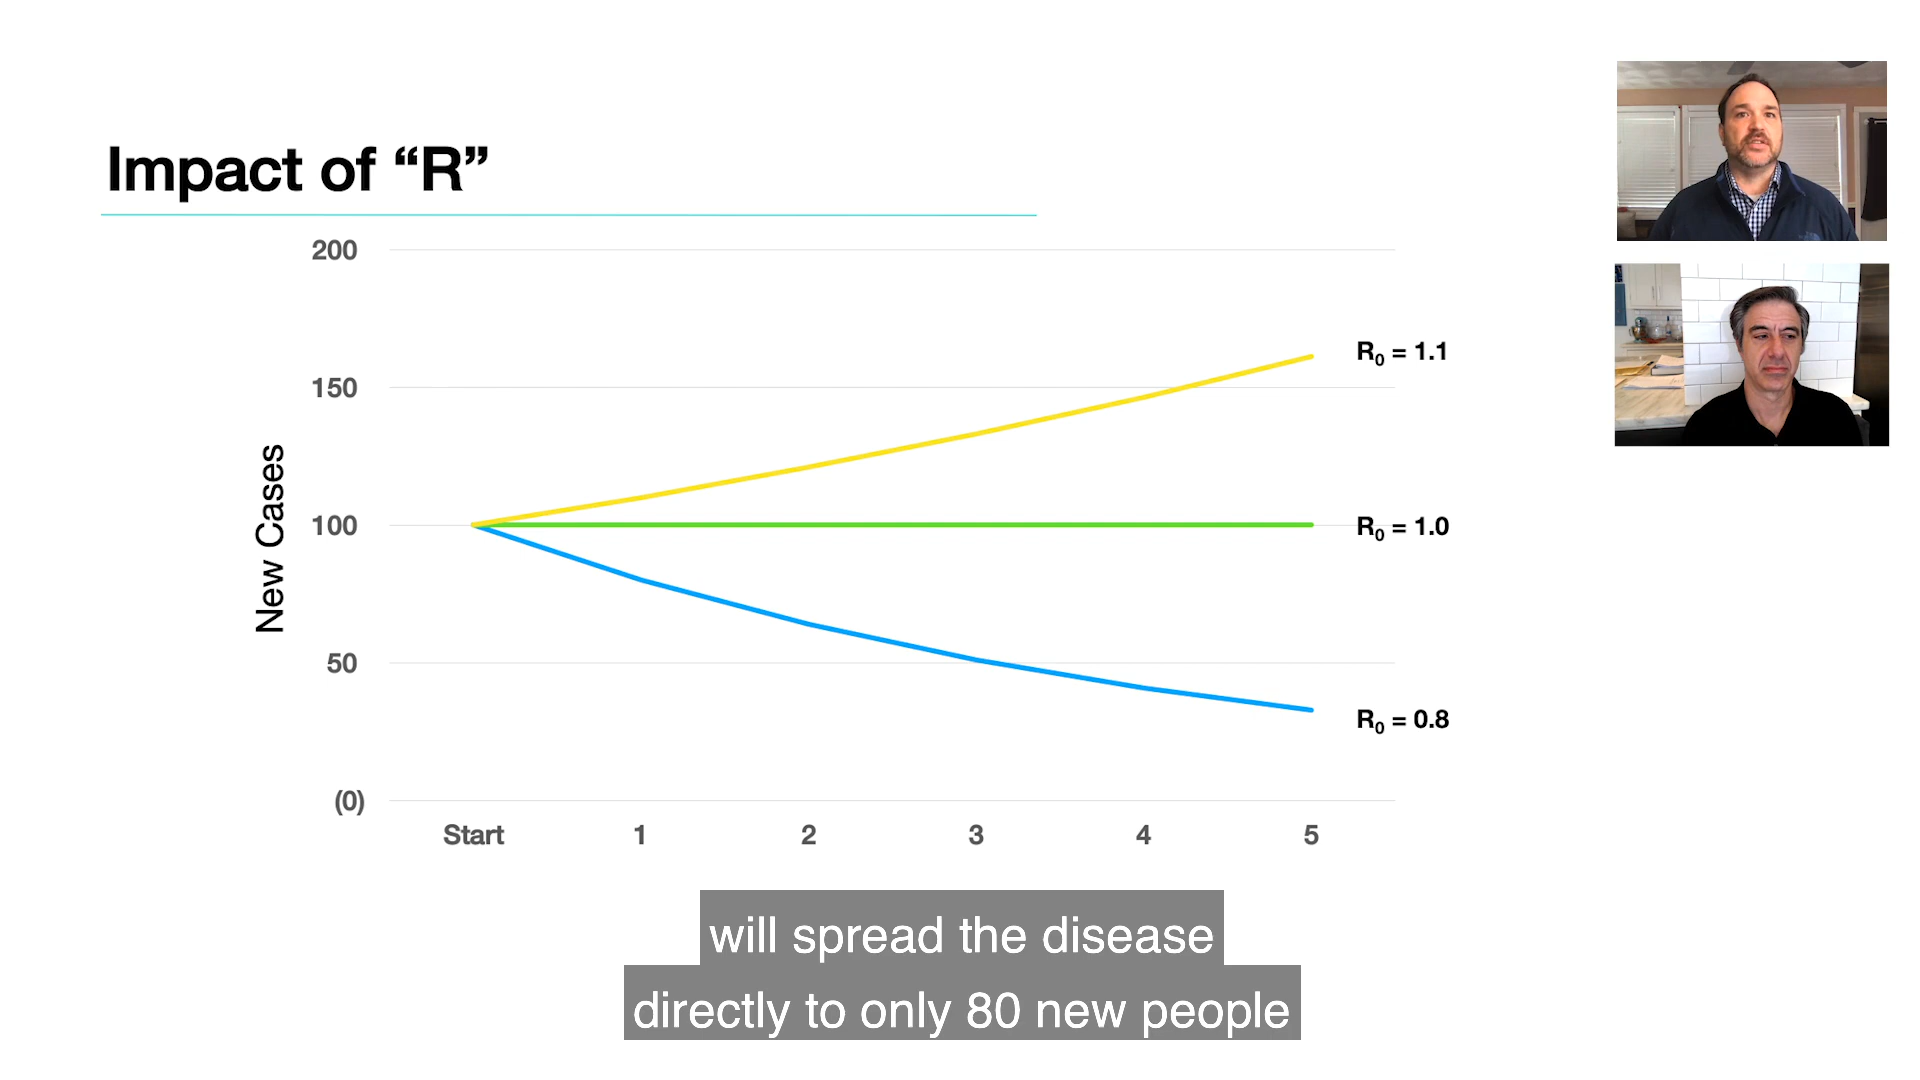 Impact of “R”
200
150
100
50
(0)
New Cases
R₀ = 1.1
R₀ = 1.0
R₀ = 0.8
Start 1 2 3 4 5
will spread the disease
directly to only 80 new people